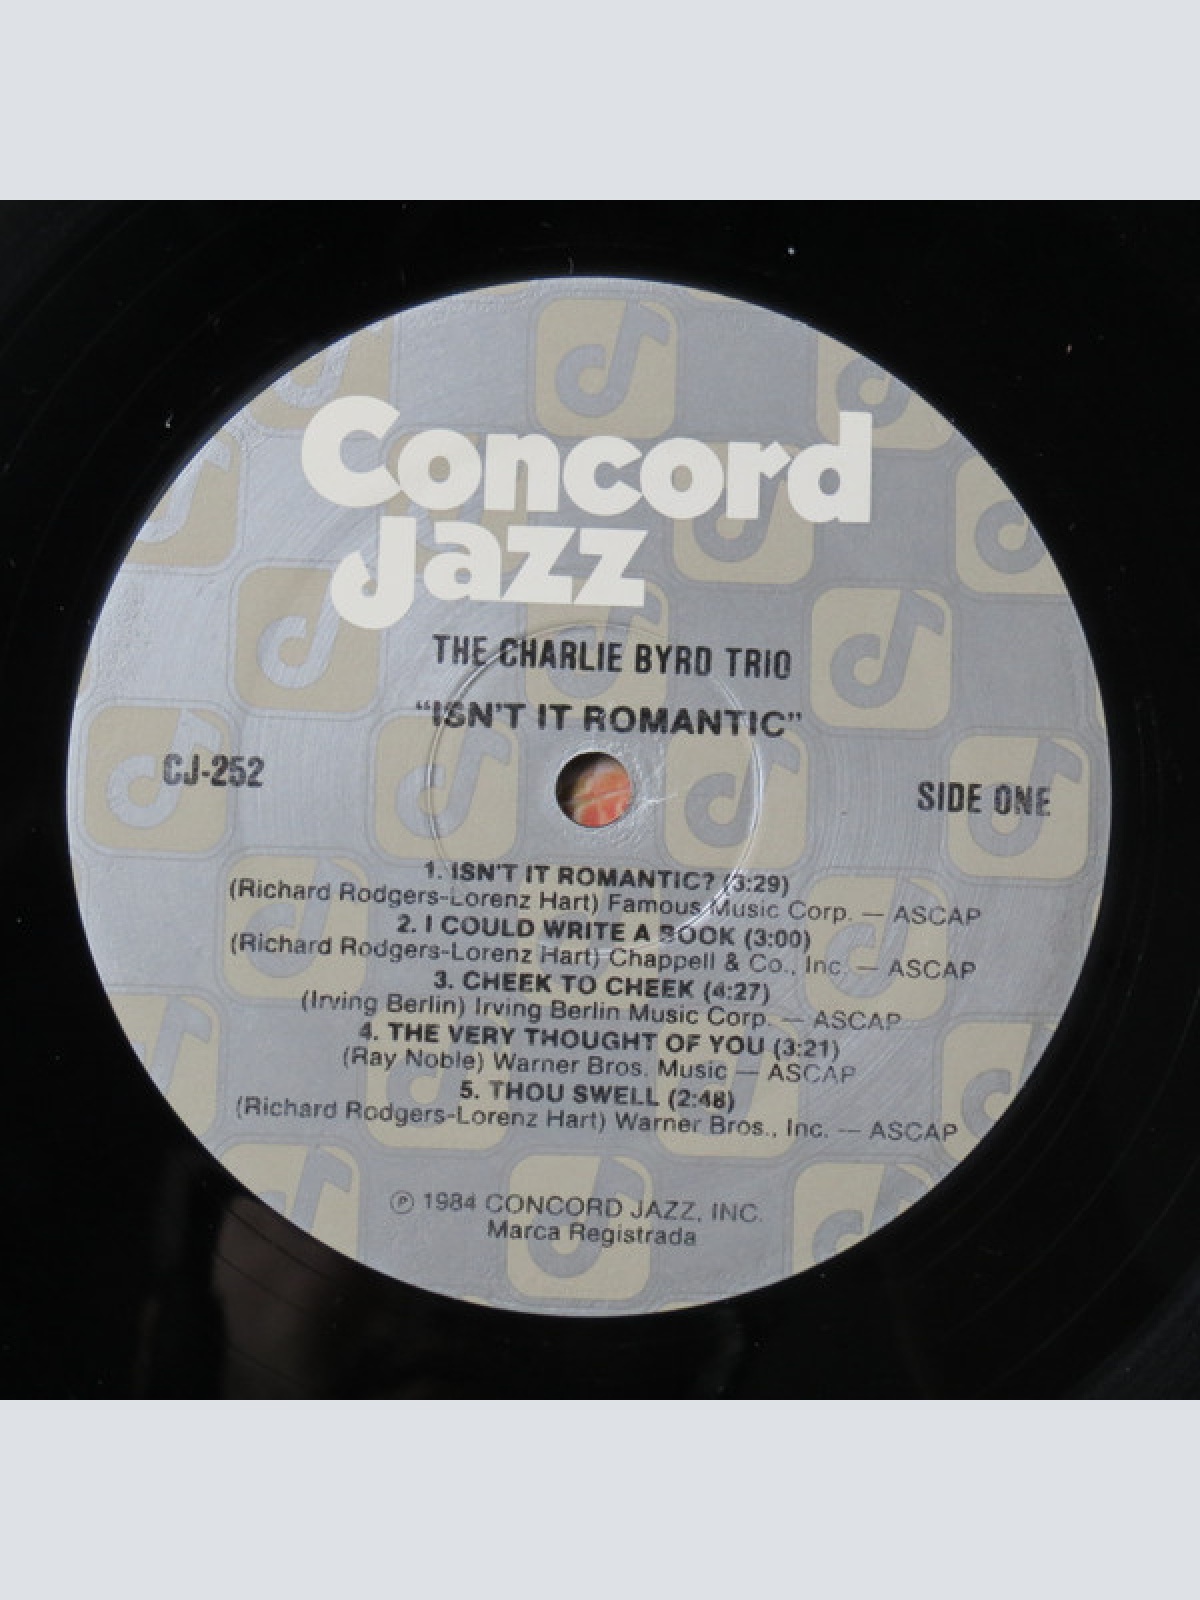 Concord
Jazz
THE CHARLIE BYRD TRIO
"ISN'T IT ROMANTIC"
CJ-252
SIDE ONE
1. ISN'T IT ROMANTIC? (3:29)
(Richard Rodgers-Lorenz Hart) Famous Music Corp. — ASCAP
2. I COULD WRITE A BOOK (3:00)
(Richard Rodgers-Lorenz Hart) Chappell & Co., Inc. — ASCAP
3. CHEEK TO CHEEK (4:27)
(Irving Berlin) Irving Berlin Music Corp. — ASCAP
4. THE VERY THOUGHT OF YOU (3:21)
(Ray Noble) Warner Bros. Music — ASCAP
5. THOU SWELL (2:48)
(Richard Rodgers-Lorenz Hart) Warner Bros., Inc. — ASCAP
℗ 1984 CONCORD JAZZ, INC.
Marca Registrada